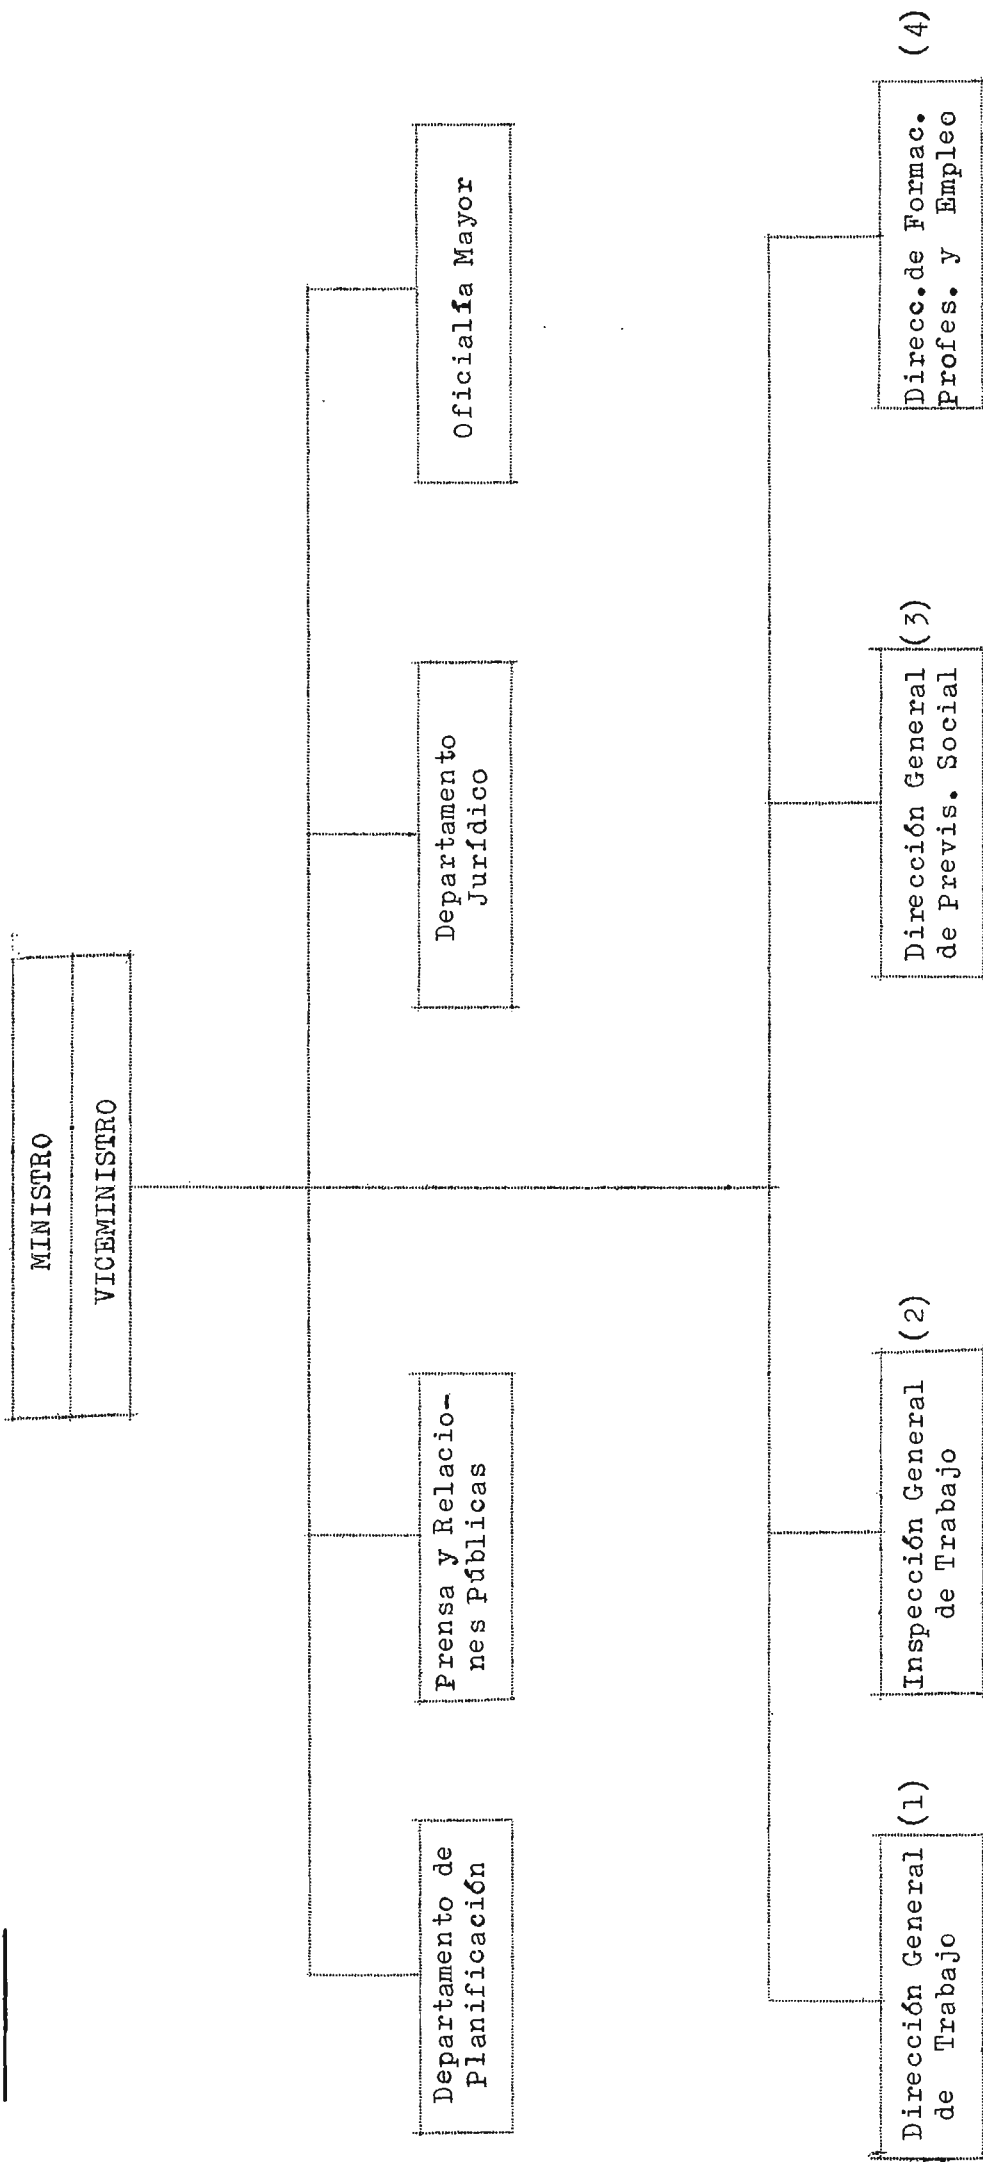 MINISTRO
VICEMINISTRO
Departamento de
Planificación
Prensa y Relacio-
nes Públicas
Departamento
Jurídico
Oficialía Mayor
Dirección General
de Trabajo
(1)
Inspección General
de Trabajo
(2)
Dirección General
de Previs. Social
(3)
Direcc. de Formac.
Profes. y Empleo
(4)